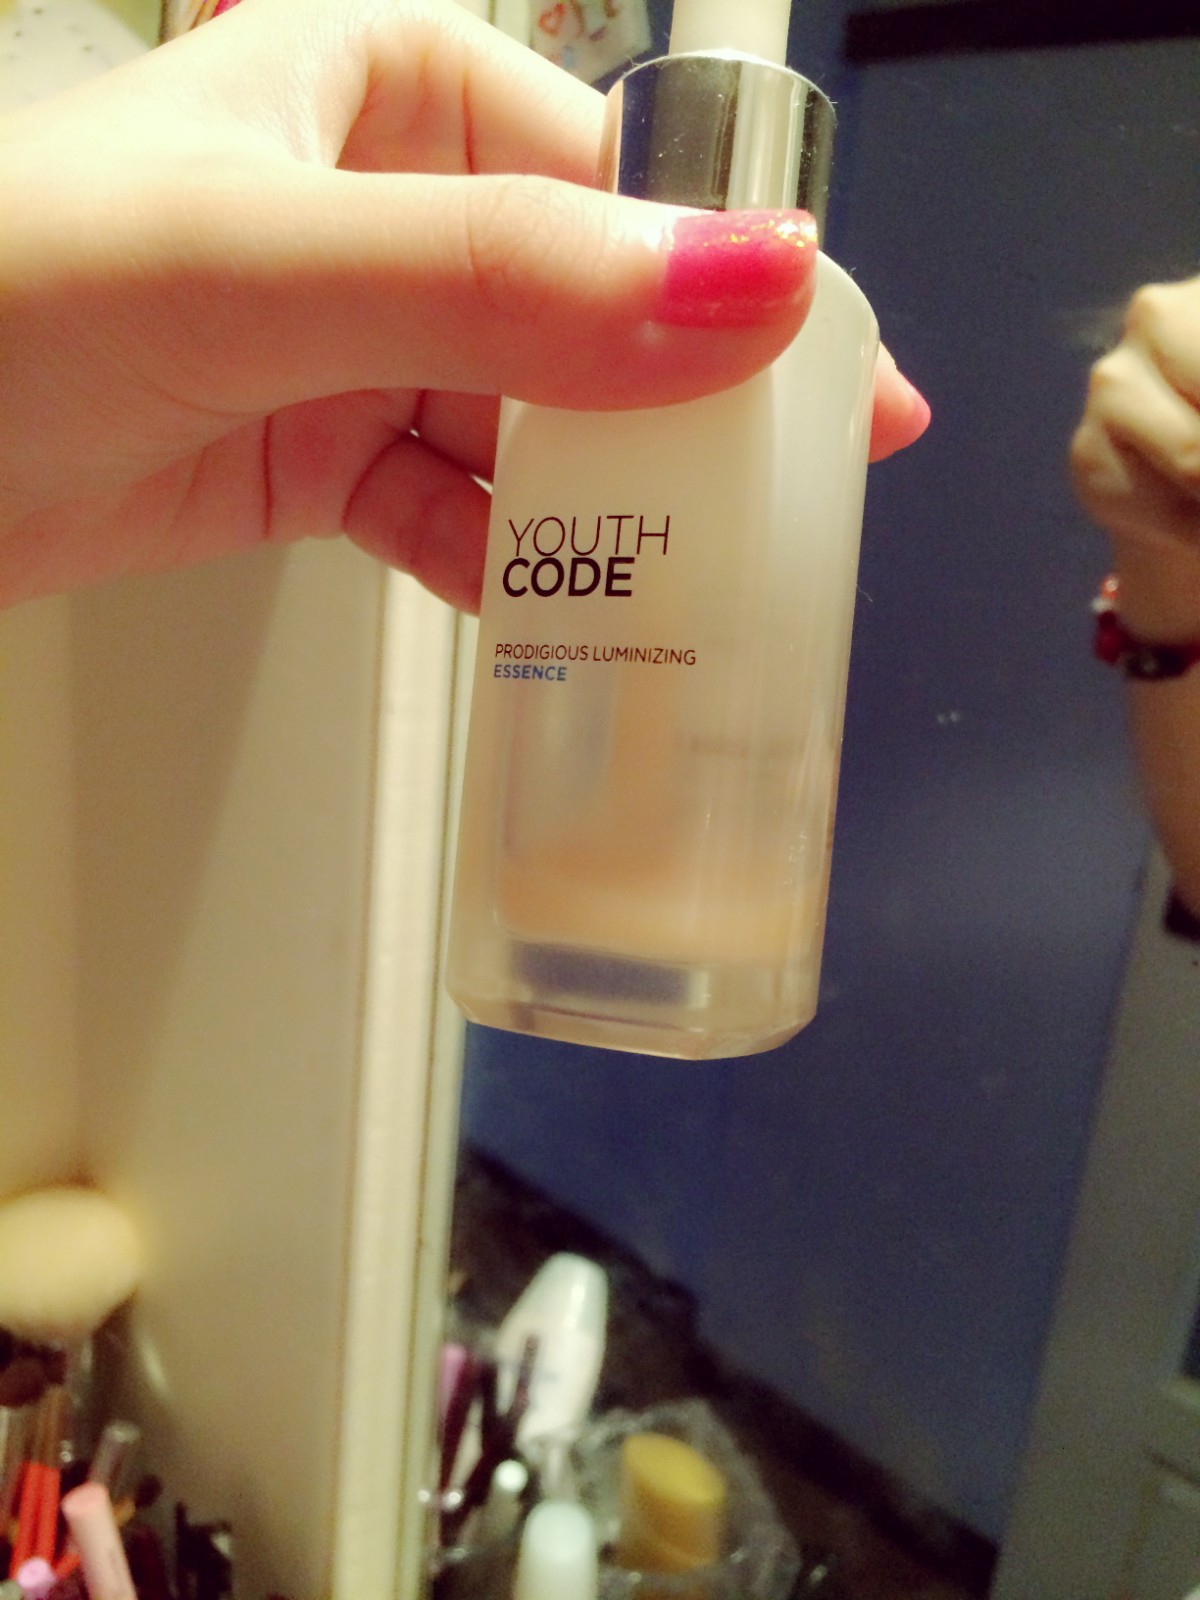 YOUTH
CODE
PRODIGIOUS LUMINIZING
ESSENCE